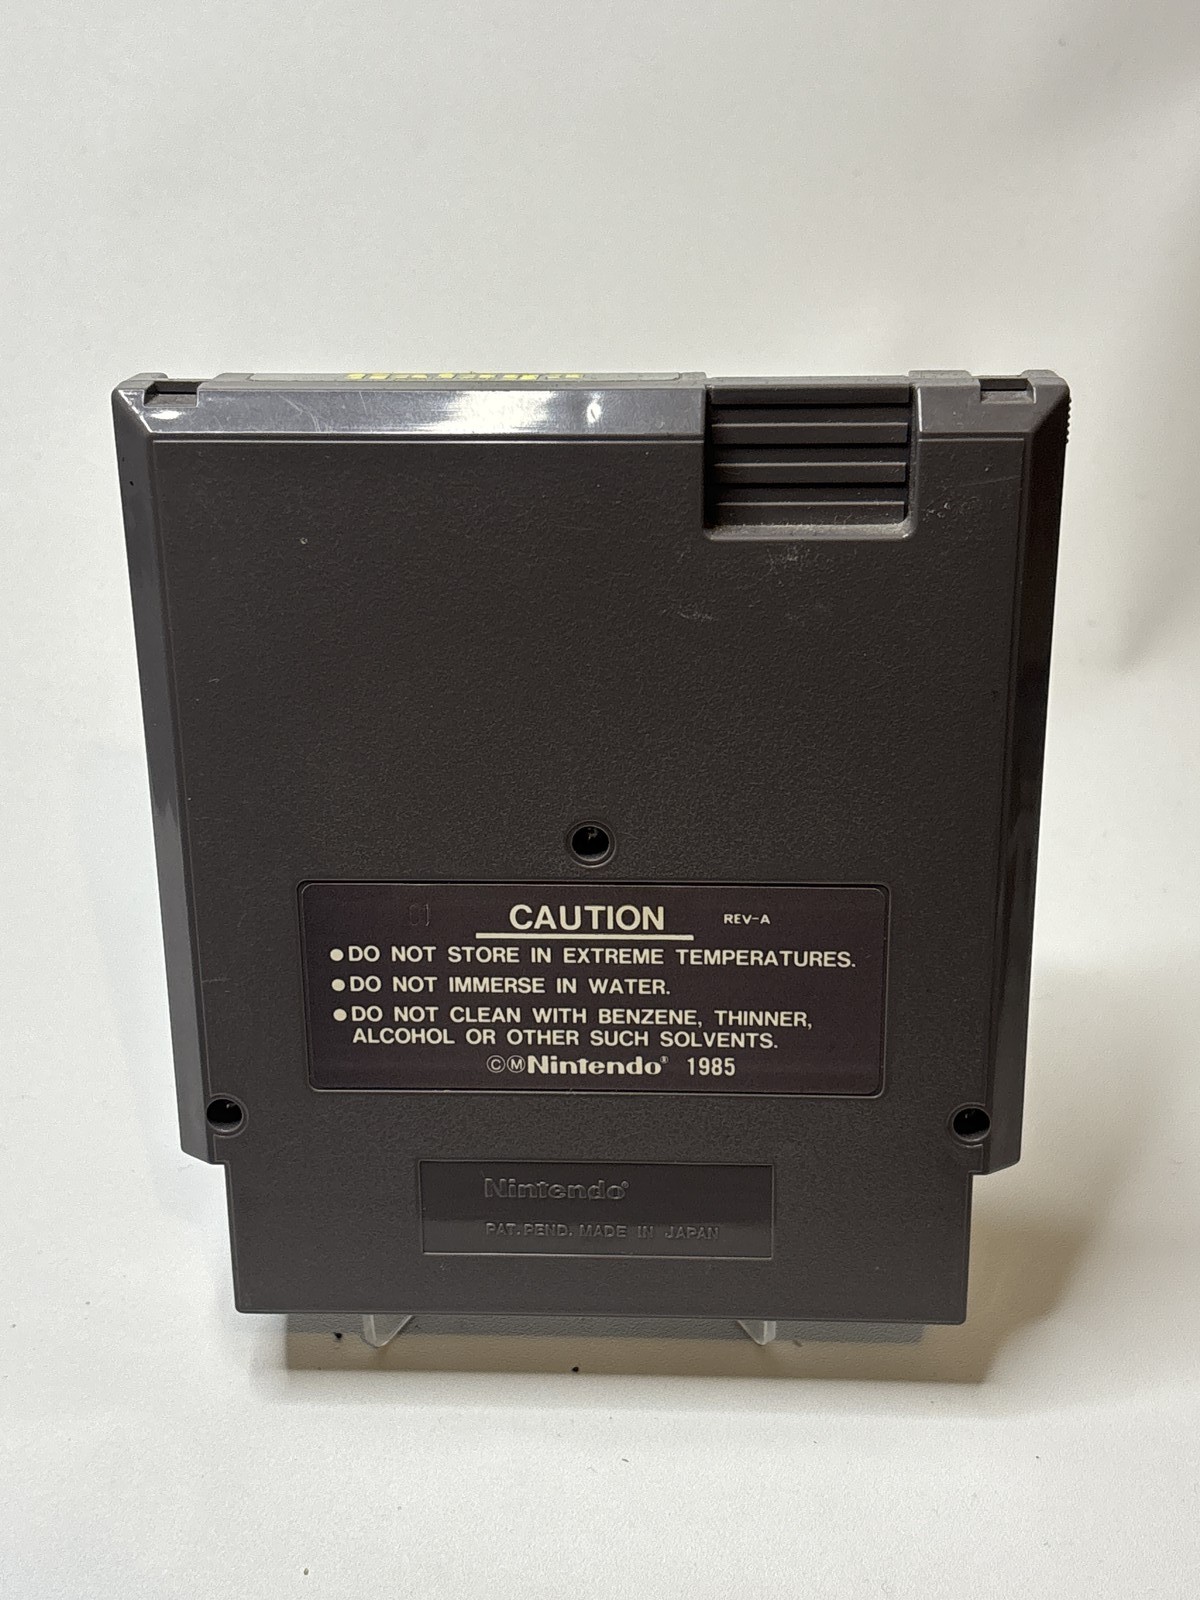 01
CAUTION REV-A
●DO NOT STORE IN EXTREME TEMPERATURES.
●DO NOT IMMERSE IN WATER.
●DO NOT CLEAN WITH BENZENE, THINNER,
ALCOHOL OR OTHER SUCH SOLVENTS.
©ⓂNintendo® 1985
Nintendo®
PAT. PEND. MADE IN JAPAN